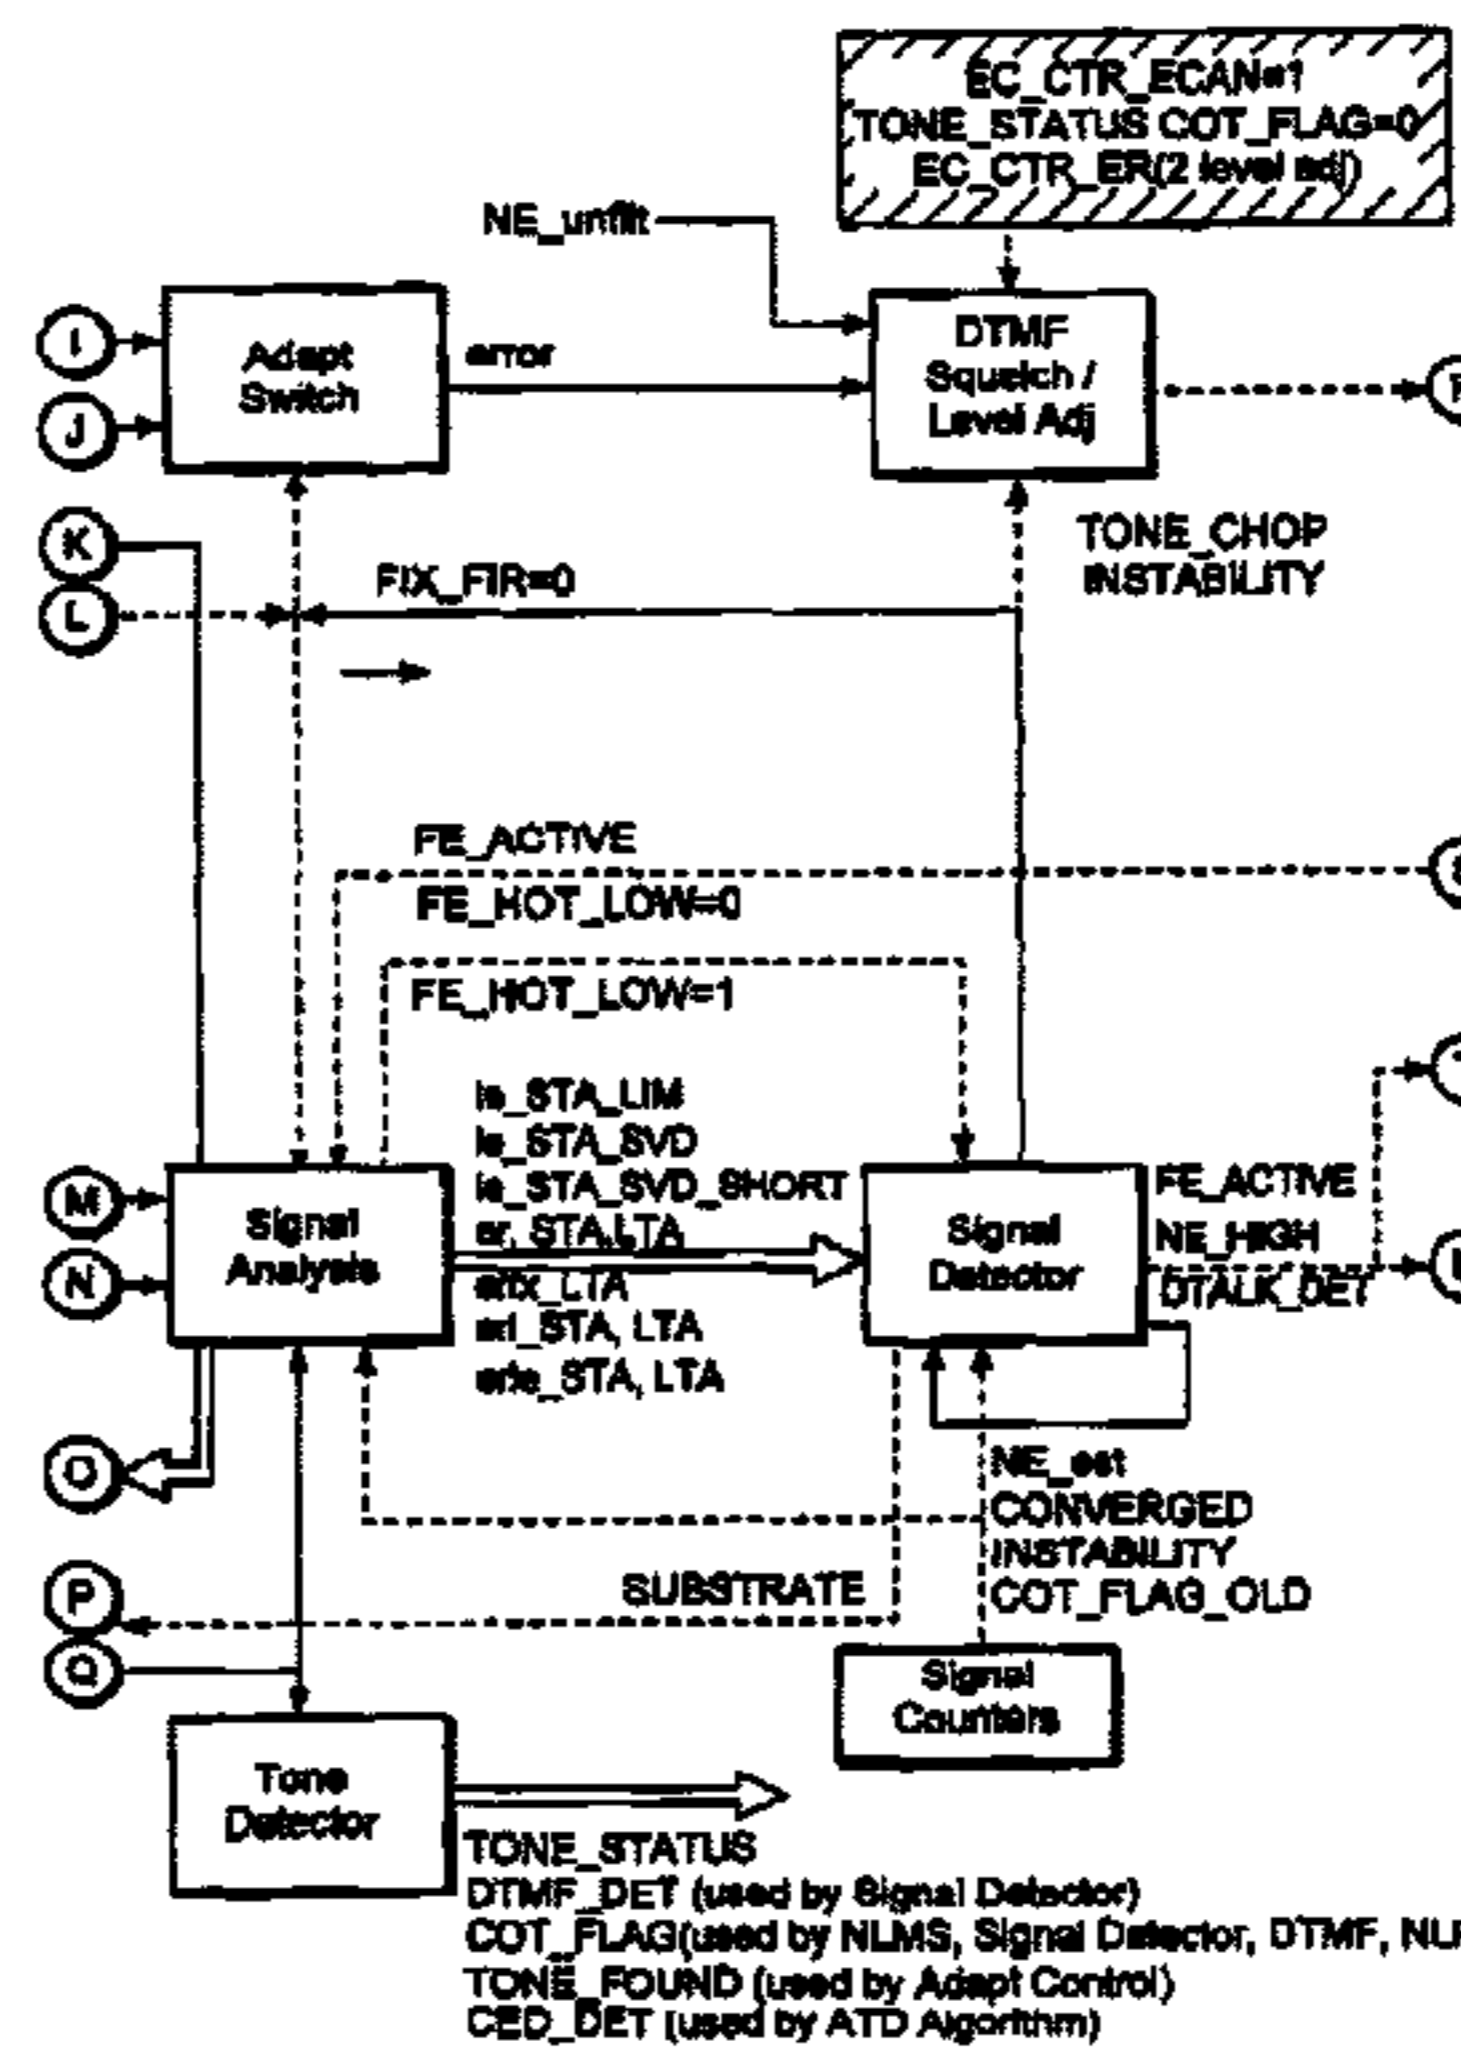 EC_CTR_ECAN=1
TONE_STATUS COT_FLAG=0
EC_CTR_ER(2 level adj)
NE_unfilt
I
Adapt
Switch
error
DTMF
Squelch /
Level Adj
J
K
TONE_CHOP
INSTABILITY
FIX_FIR=0
L
FE_ACTIVE
FE_HOT_LOW=0
FE_HOT_LOW=1
le_STA_LIM
le_STA_SVD
le_STA_SVD_SHORT
er, STA,LTA
erfx_LTA
erl_STA, LTA
erle_STA, LTA
M
Signal
Analysis
N
Signal
Detector
FE_ACTIVE
NE_HIGH
DTALK_DET
O
NE_est
CONVERGED
INSTABILITY
COT_FLAG_OLD
SUBSTRATE
P
Q
Signal
Counters
Tone
Detector
TONE_STATUS
DTMF_DET (used by Signal Detector)
COT_FLAG(used by NLMS, Signal Detector, DTMF,
TONE_FOUND (used by Adapt Control)
CED_DET (used by ATD Algorithm)